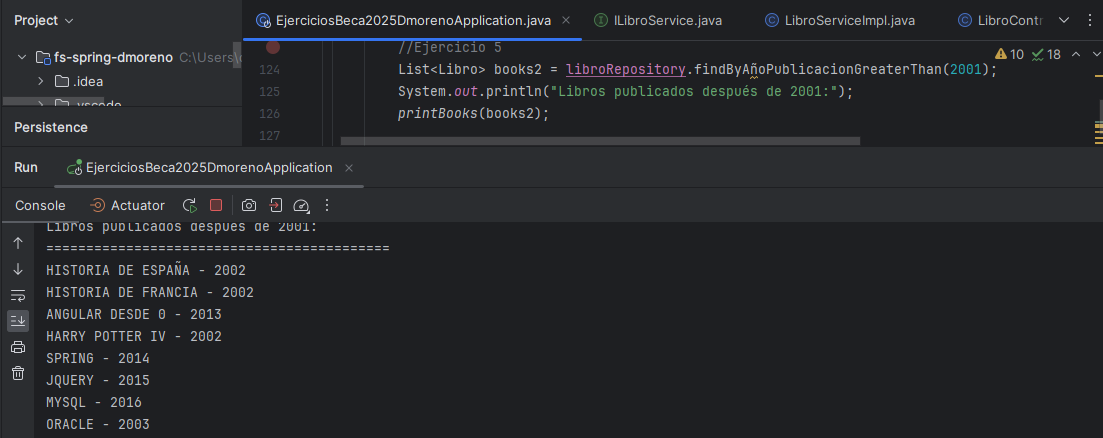 Project
EjerciciosBeca2025DmorenoApplication.java
ILibroService.java
LibroServiceImpl.java
LibroContr
fs-spring-dmoreno C:\Users\
.idea
.vscode
Persistence
//Ejercicio 5
10 18
124 List<Libro> books2 = libroRepository.findByAñoPublicacionGreaterThan(2001);
125 System.out.println("Libros publicados después de 2001:");
126 printBooks(books2);
127
Run EjerciciosBeca2025DmorenoApplication
Console Actuator
Libros publicados después de 2001:
==========================================
HISTORIA DE ESPAÑA - 2002
HISTORIA DE FRANCIA - 2002
ANGULAR DESDE 0 - 2013
HARRY POTTER IV - 2002
SPRING - 2014
JQUERY - 2015
MYSQL - 2016
ORACLE - 2003